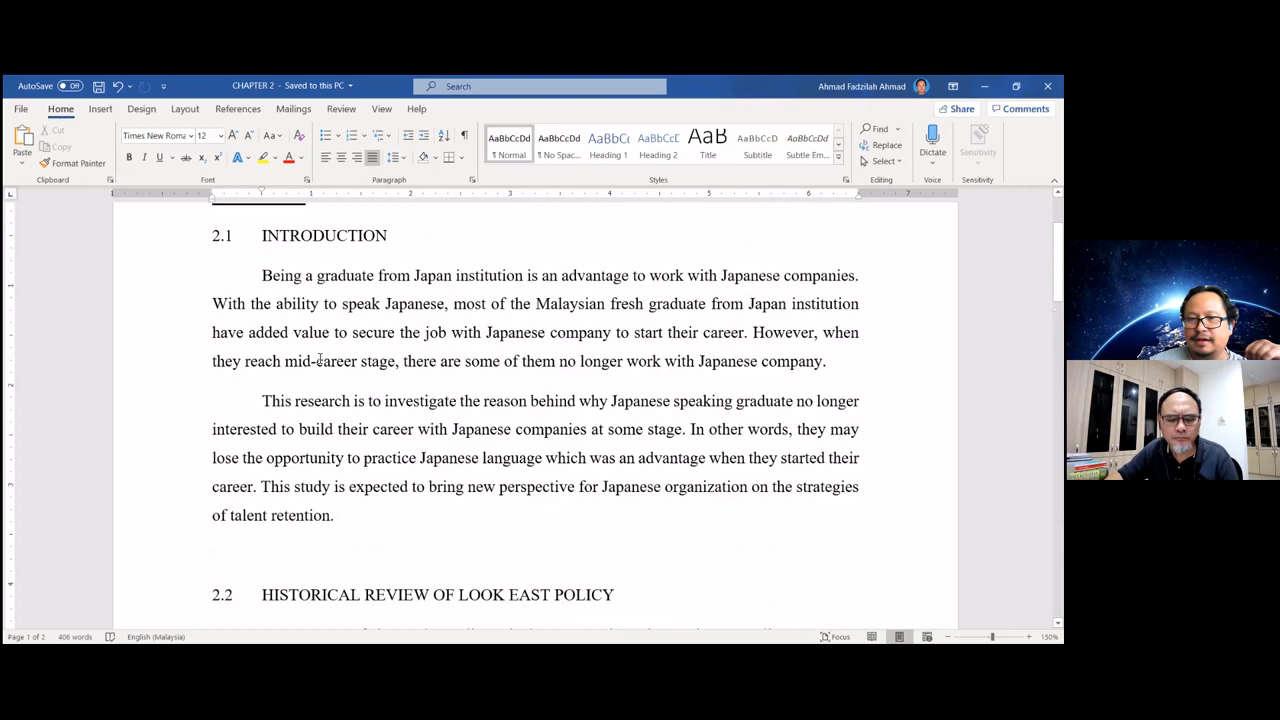 AutoSave Off CHAPTER 2 - Saved to this PC Search Ahmad Fadzilah Ahmad
File Home Insert Design Layout References Mailings Review View Help Share Comments
Paste Cut Copy Format Painter
Times New Roma 12
AaBbCcDd AaBbCcDd AaBbCc AaBbCcE AaB AaBbCcD AaBbCcDd
¶ Normal ¶ No Spac... Heading 1 Heading 2 Title Subtitle Subtle Em...
Find Replace Select Dictate Sensitivity
Clipboard Font Paragraph Styles Editing Voice Sensitivity
1 1 2 3 4 5 6 7
2.1 INTRODUCTION
Being a graduate from Japan institution is an advantage to work with Japanese companies.
With the ability to speak Japanese, most of the Malaysian fresh graduate from Japan institution
have added value to secure the job with Japanese company to start their career. However, when
they reach mid-career stage, there are some of them no longer work with Japanese company.
This research is to investigate the reason behind why Japanese speaking graduate no longer
interested to build their career with Japanese companies at some stage. In other words, they may
lose the opportunity to practice Japanese language which was an advantage when they started their
career. This study is expected to bring new perspective for Japanese organization on the strategies
of talent retention.
2.2 HISTORICAL REVIEW OF LOOK EAST POLICY
Page 1 of 2 406 words English (Malaysia) Focus 150%